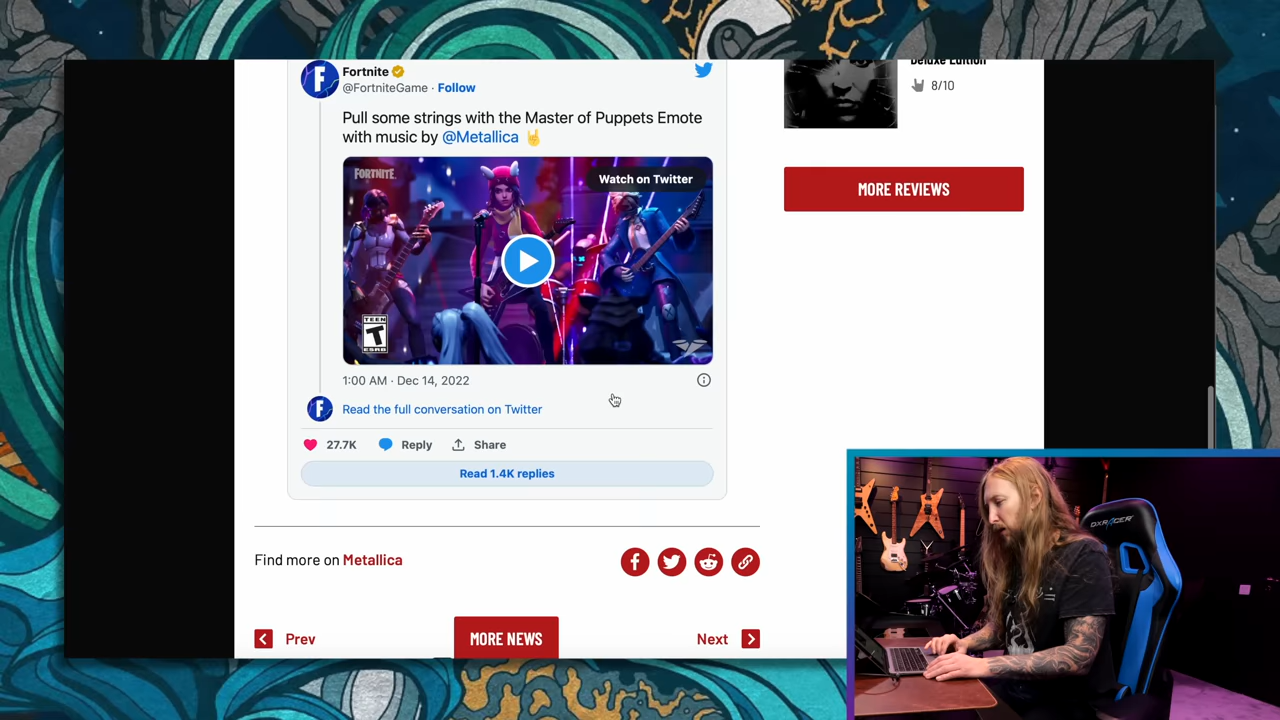 Deluxe Edition
8/10
MORE REVIEWS
Fortnite
@FortniteGame · Follow
Pull some strings with the Master of Puppets Emote
with music by @Metallica 🤘
FORTNITE
Watch on Twitter
TEEN
T
ESRB
1:00 AM · Dec 14, 2022
Read the full conversation on Twitter
27.7K Reply Share
Read 1.4K replies
Find more on Metallica
Prev
MORE NEWS
Next
DXRACER